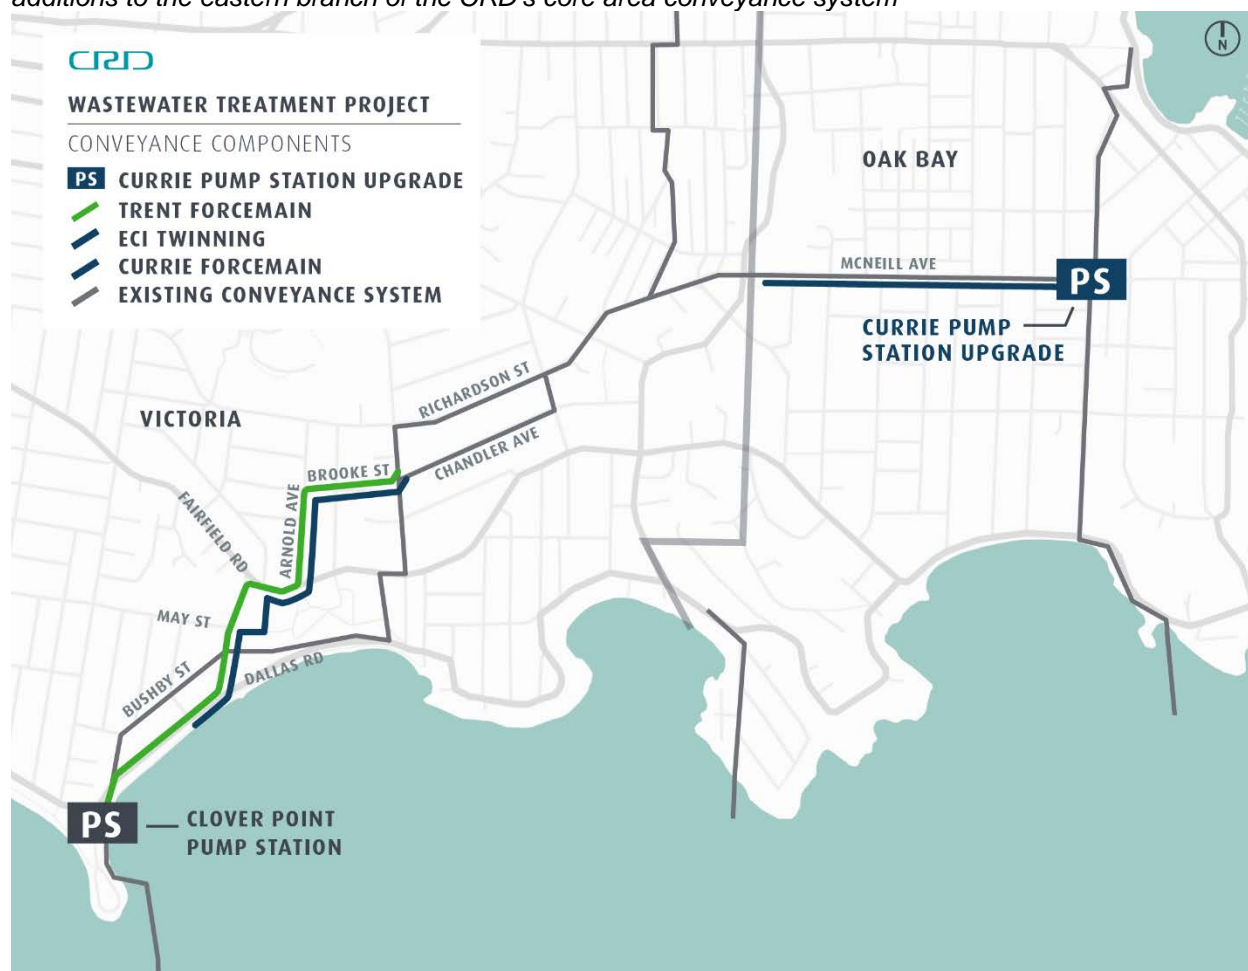 additions to the eastern branch of the CRD's core area conveyance system
CRD
WASTEWATER TREATMENT PROJECT
CONVEYANCE COMPONENTS
PS CURRIE PUMP STATION UPGRADE
TRENT FORCEMAIN
ECI TWINNING
CURRIE FORCEMAIN
EXISTING CONVEYANCE SYSTEM
N
OAK BAY
MCNEILL AVE
PS
CURRIE PUMP
STATION UPGRADE
RICHARDSON ST
VICTORIA
CHANDLER AVE
BROOKE ST
FAIRFIELD RD
ARNOLD AVE
MAY ST
BUSHBY ST
DALLAS RD
PS
CLOVER POINT
PUMP STATION